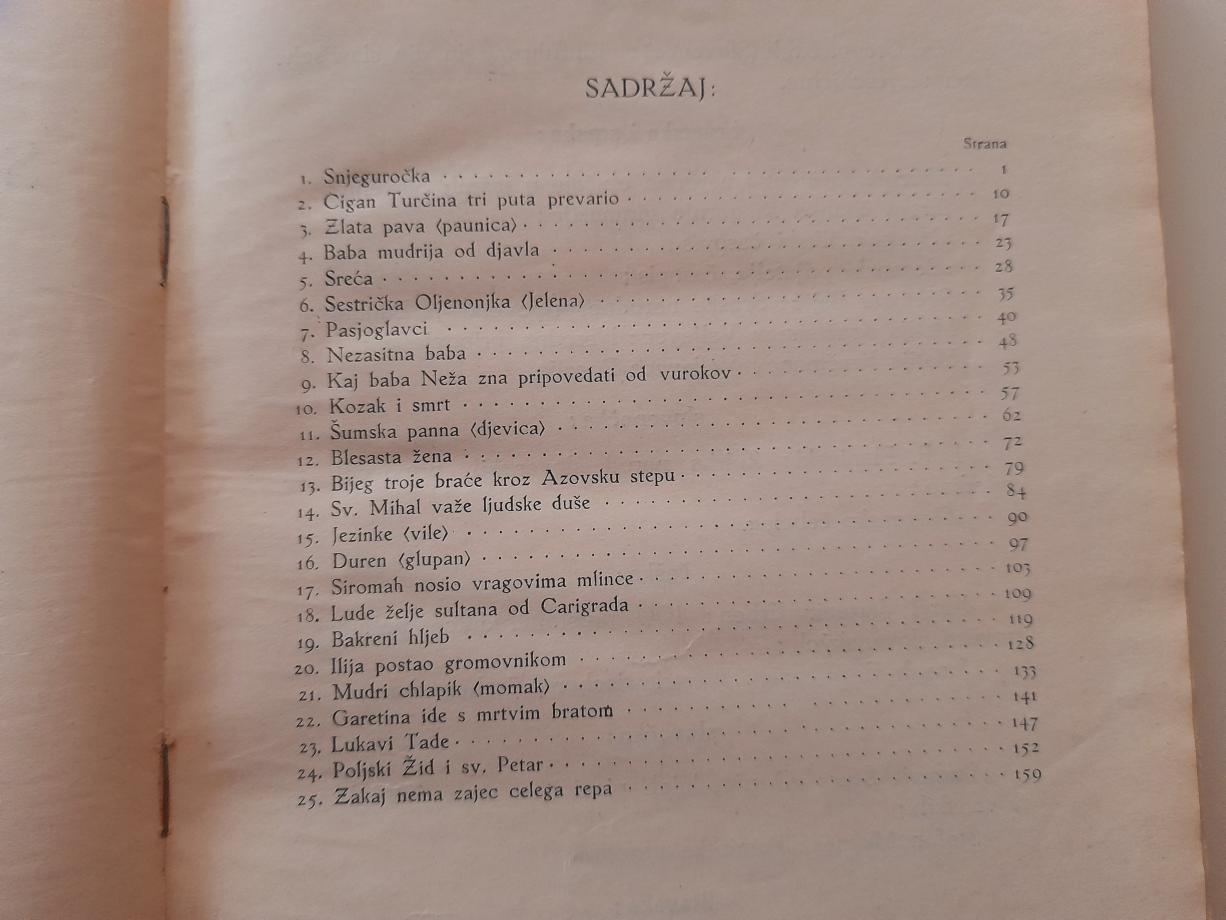 SADRŽAJ:
Strana
1. Snjeguročka 1
2. Cigan Turčina tri puta prevario 10
3. Zlata pava (paunica) 17
4. Baba mudrija od djavla 23
5. Sreća 28
6. Sestrička Oljenonjka (Jelena) 35
7. Pasjoglavci 40
8. Nezasitna baba 48
9. Kaj baba Neža zna pripovedati od vurokov 53
10. Kozak i smrt 57
11. Šumska panna (djevica) 62
12. Blesasta žena 72
13. Bijeg troje braće kroz Azovsku stepu 79
14. Sv. Mihal važe ljudske duše 84
15. Jezinke (vile) 90
16. Duren (glupan) 97
17. Siromah nosio vragovima mlince 103
18. Lude želje sultana od Carigrada 109
19. Bakreni hljeb 119
20. Ilija postao gromovnikom 128
21. Mudri chlapik (momak) 133
22. Garetina ide s mrtvim bratom 141
23. Lukavi Tade 147
24. Poljski Žid i sv. Petar 152
25. Zakaj nema zajec celega repa 159